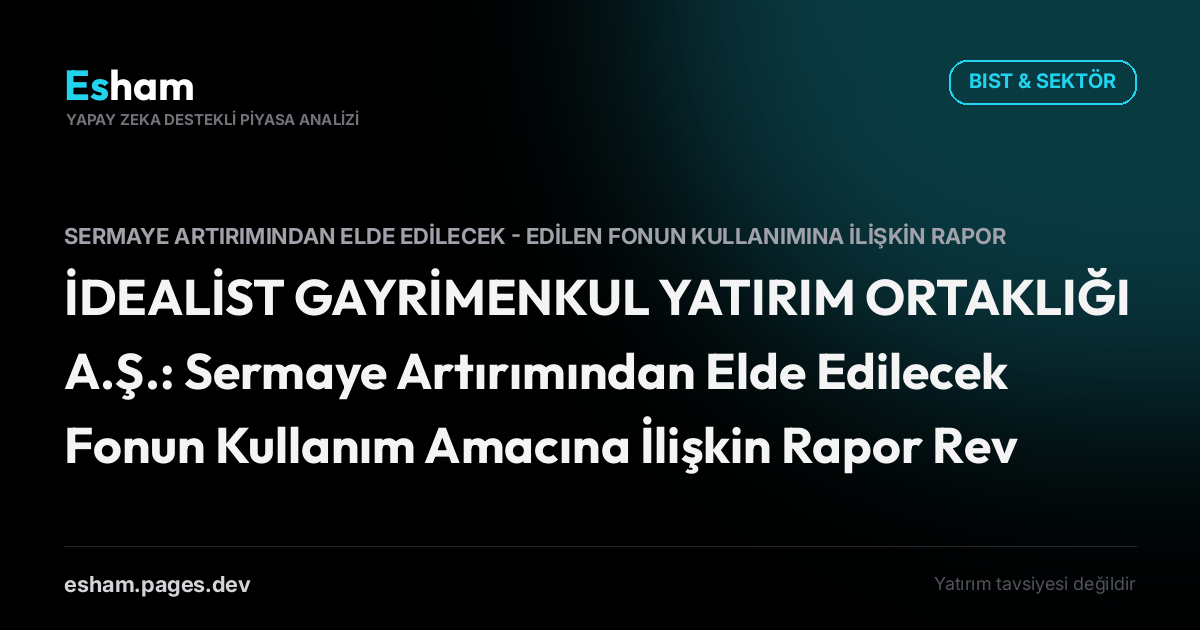 Esham
YAPAY ZEKA DESTEKLİ PİYASA ANALİZİ
BIST & SEKTÖR
SERMAYE ARTIRIMINDAN ELDE EDİLECEK - EDİLEN FONUN KULLANIMINA İLİŞKİN RAPOR
İDEALİST GAYRİMENKUL YATIRIM ORTAKLIĞI
A.Ş.: Sermaye Artırımından Elde Edilecek
Fonun Kullanım Amacına İlişkin Rapor Rev
esham.pages.dev
Yatırım tavsiyesi değildir